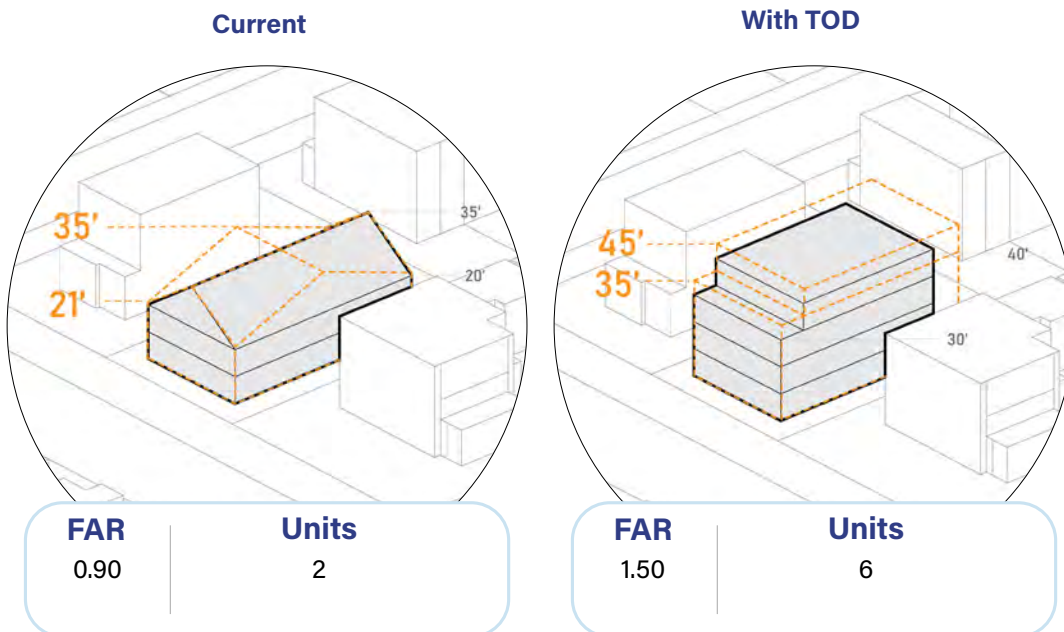 Current
35'
21'
35'
20'
FAR
Units
0.90
2
With TOD
45'
35'
40'
30'
FAR
Units
1.50
6